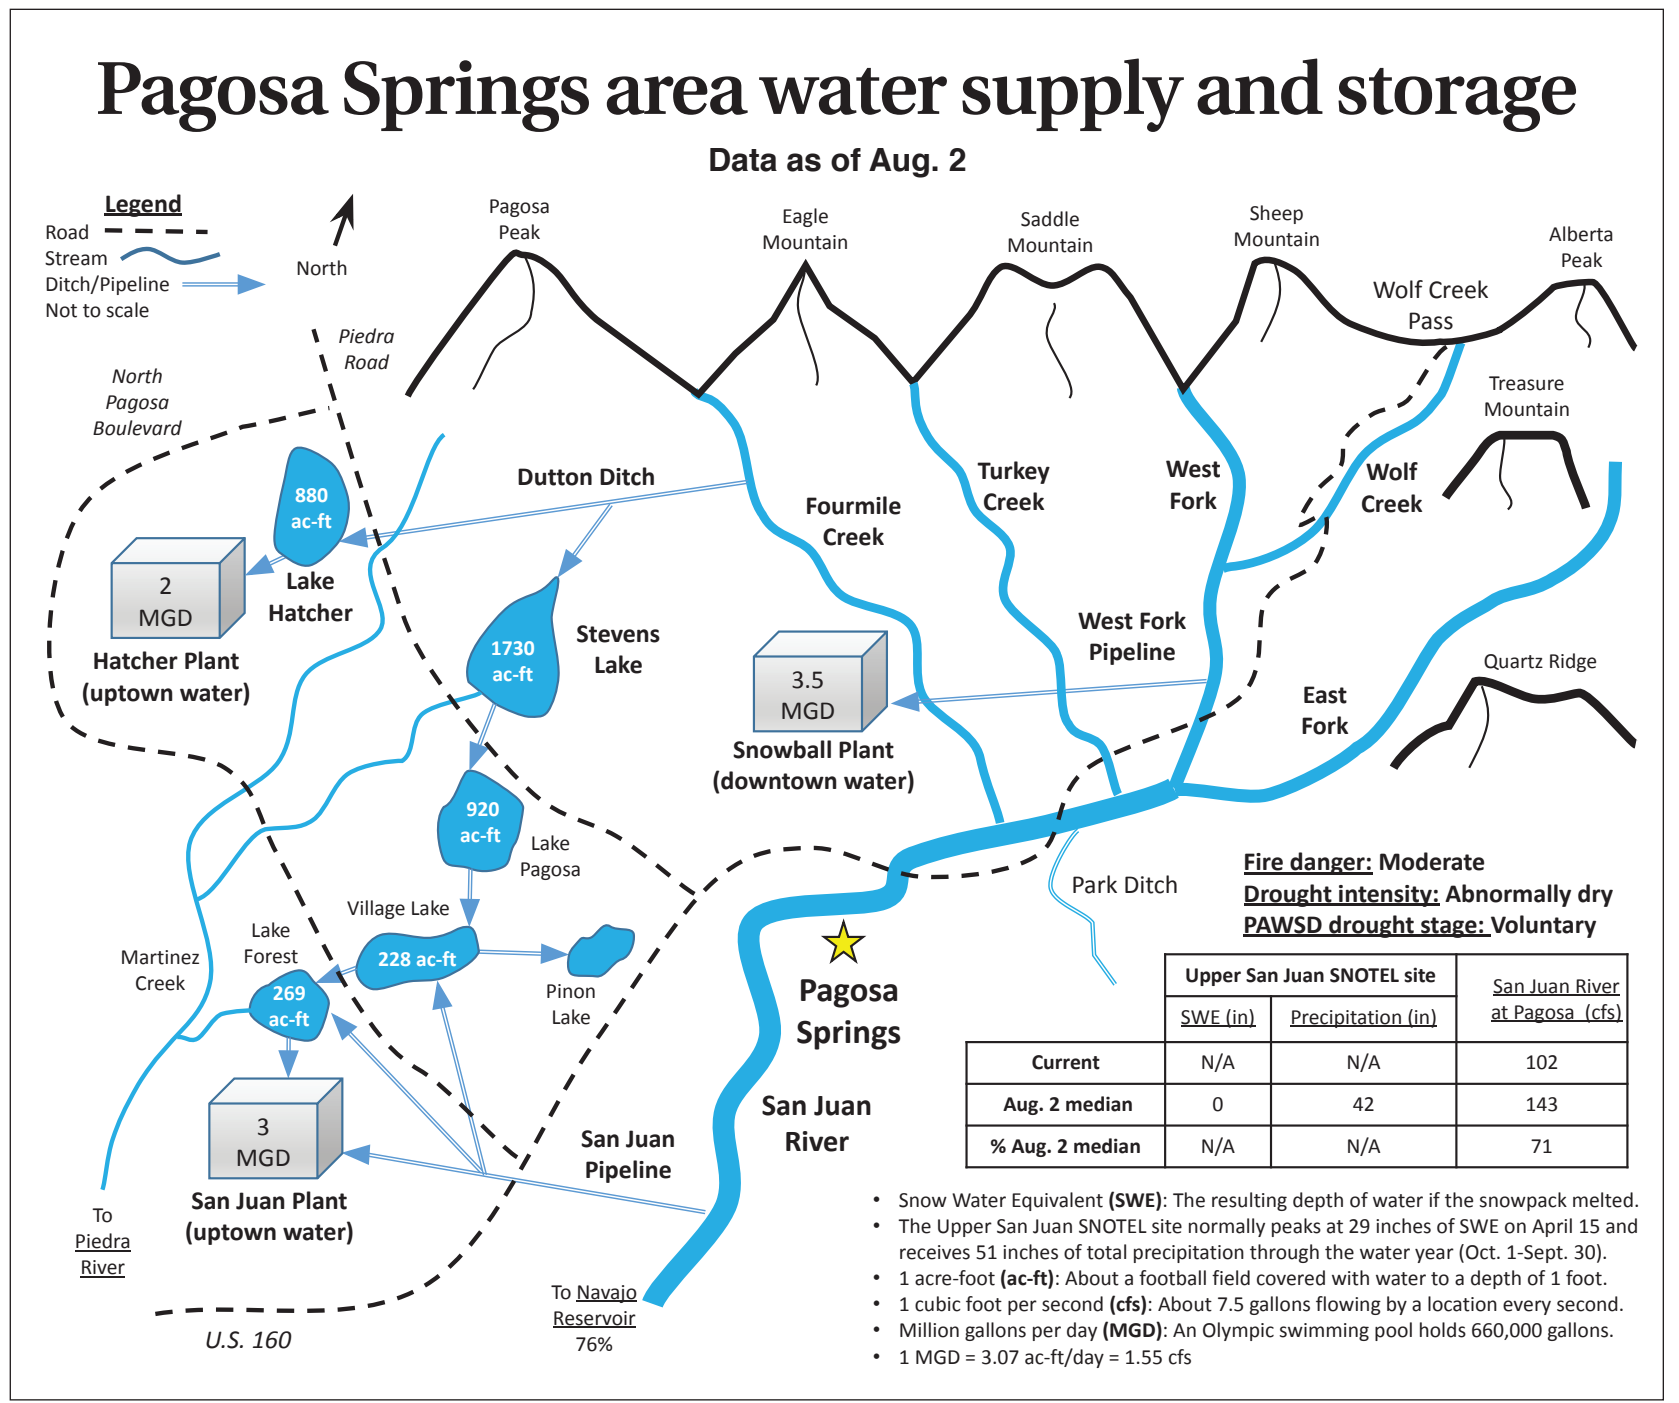 Pagosa Springs area water supply and storage
Data as of Aug. 2
Legend
Road
Stream
Ditch/Pipeline
Not to scale
North
Pagosa
Peak
Eagle
Mountain
Saddle
Mountain
Sheep
Mountain
Alberta
Peak
Wolf Creek
Pass
Piedra
Road
North
Pagosa
Boulevard
Treasure
Mountain
880
ac-ft
Dutton Ditch
Fourmile
Creek
Turkey
Creek
West
Fork
Wolf
Creek
2
MGD
Lake
Hatcher
Hatcher Plant
(uptown water)
1730
ac-ft
Stevens
Lake
3.5
MGD
Snowball Plant
(downtown water)
West Fork
Pipeline
East
Fork
Quartz Ridge
920
ac-ft
Lake
Pagosa
Village Lake
228 ac-ft
Lake
Forest
269
ac-ft
Pinon
Lake
Martinez
Creek
Park Ditch
Pagosa
Springs
San Juan
River
San Juan
Pipeline
3
MGD
San Juan Plant
(uptown water)
To
Piedra
River
To Navajo
Reservoir
76%
U.S. 160
Fire danger: Moderate
Drought intensity: Abnormally dry
PAWSD drought stage: Voluntary
Upper San Juan SNOTEL site
San Juan River
at Pagosa (cfs)
SWE (in) Precipitation (in)
Current N/A N/A 102
Aug. 2 median 0 42 143
% Aug. 2 median N/A N/A 71
• Snow Water Equivalent (SWE): The resulting depth of water if the snowpack melted.
• The Upper San Juan SNOTEL site normally peaks at 29 inches of SWE on April 15 and
receives 51 inches of total precipitation through the water year (Oct. 1-Sept. 30).
• 1 acre-foot (ac-ft): About a football field covered with water to a depth of 1 foot.
• 1 cubic foot per second (cfs): About 7.5 gallons flowing by a location every second.
• Million gallons per day (MGD): An Olympic swimming pool holds 660,000 gallons.
• 1 MGD = 3.07 ac-ft/day = 1.55 cfs